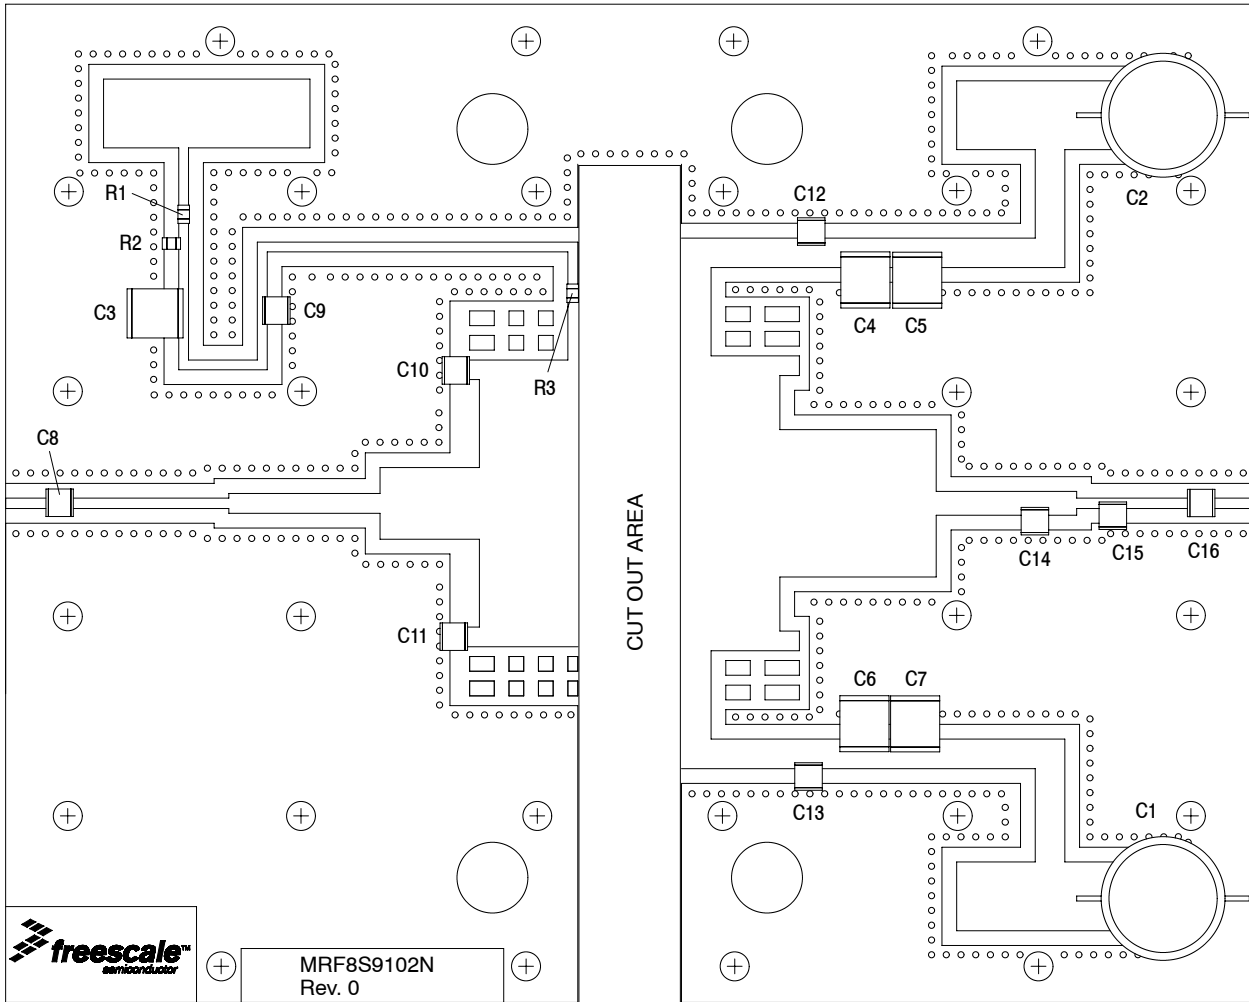 R1
C12
C2
R2
C3
C9
C4
C5
C10
R3
C8
CUT OUT AREA
C14
C15
C16
C11
C6
C7
C13
C1
freescale™
semiconductor
MRF8S9102N
Rev. 0